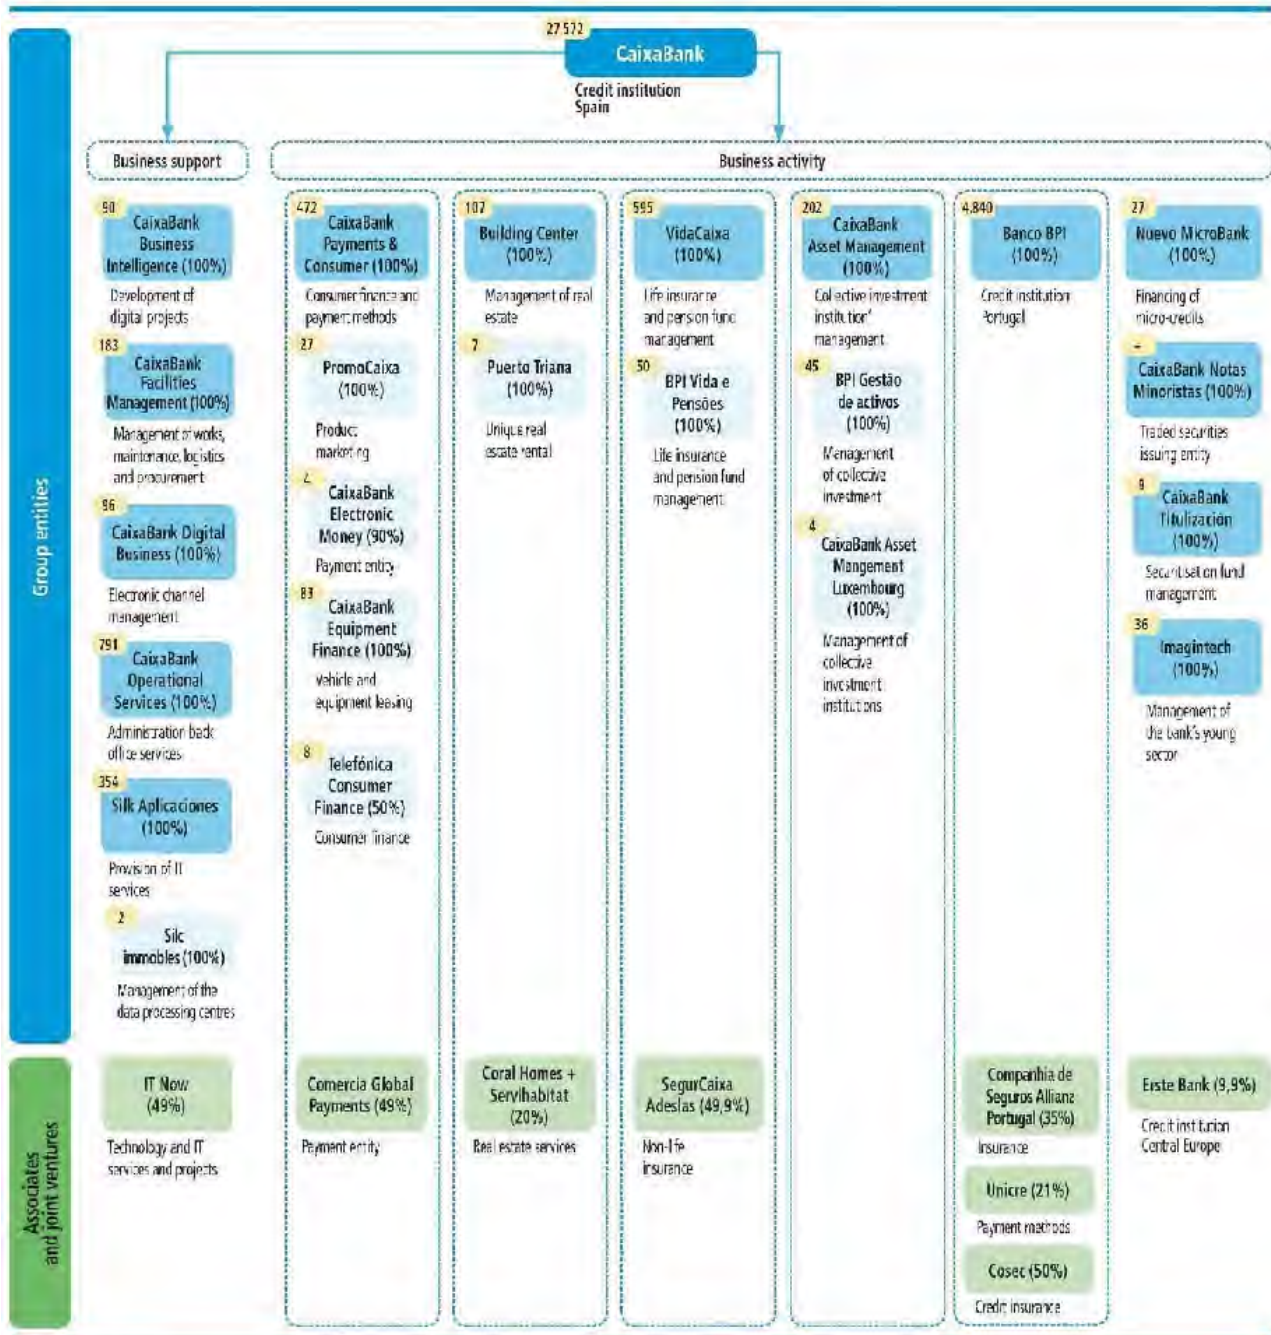 27 572
CaixaBank
Credit institution
Spain
Business support
Business activity
Group entities
90
CaixaBank
Business
Intelligence (100%)
Development of
digital projects
183
CaixaBank
Facilities
Management (100%)
Management of works,
maintenance, logistics
and procurement
96
CaixaBank Digital
Business (100%)
Electronic channel
management
791
CaixaBank
Operational
Services (100%)
Administration back
office services
354
Silk Aplicaciones
(100%)
Provision of IT
services
2
Silc
immobles (100%)
Management of the
data processing centres
472
CaixaBank
Payments &
Consumer (100%)
Consumer finance and
payment methods
27
PromoCaixa
(100%)
Product
marketing
CaixaBank
Electronic
Money (90%)
Payment entity
83
CaixaBank
Equipment
Finance (100%)
Vehicle and
equipment leasing
8
Telefónica
Consumer
Finance (50%)
Consumer finance
107
Building Center
(100%)
Management of real
estate
7
Puerto Triana
(100%)
Unique real
estate rental
595
VidaCaixa
(100%)
Life insurance
and pension fund
management
50
BPI Vida e
Pensões
(100%)
Life insurance
and pension fund
management
202
CaixaBank
Asset Management
(100%)
Collective investment
institution'
management
45
BPI Gestão
de activos
(100%)
Management
of collective
investment
4
CaixaBank Asset
Mangement
Luxembourg
(100%)
Management of
collective
investment
institutions
4.840
Banco BPI
(100%)
Credit institution
Portugal
27
Nuevo MicroBank
(100%)
Financing of
micro-credits
-
CaixaBank Notas
Minoristas (100%)
Traded securities
issuing entity
9
CaixaBank
Titulización
(100%)
Securitisation fund
management
36
Imagintech
(100%)
Management of
the bank's young
sector
Associates
and joint ventures
IT Now
(49%)
Technology and IT
services and projects
Comercia Global
Payments (49%)
Payment entity
Coral Homes +
Servihabitat
(20%)
Real estate services
SegurCaixa
Adeslas (49,9%)
Non-life
insurance
Companhia de
Seguros Allianz
Portugal (35%)
Insurance
Unicre (21%)
Payment methods
Cosec (50%)
Credit insurance
Erste Bank (9,9%)
Credit institution
Central Europe